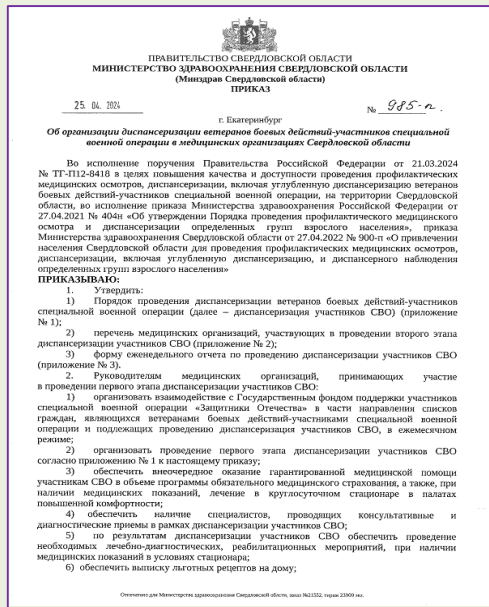 ПРАВИТЕЛЬСТВО СВЕРДЛОВСКОЙ ОБЛАСТИ
МИНИСТЕРСТВО ЗДРАВООХРАНЕНИЯ СВЕРДЛОВСКОЙ ОБЛАСТИ
(Минздрав Свердловской области)
ПРИКАЗ
25. 04. 2024 № 985-п.
г. Екатеринбург
Об организации диспансеризации ветеранов боевых действий-участников специальной
военной операции в медицинских организациях Свердловской области
Во исполнение поручения Правительства Российской Федерации от 21.03.2024
№ ТГ-П12-8418 в целях повышения качества и доступности проведения профилактических
медицинских осмотров, диспансеризации, включая углубленную диспансеризацию ветеранов
боевых действий-участников специальной военной операции, на территории Свердловской
области, во исполнение приказа Министерства здравоохранения Российской Федерации от
27.04.2021 № 404н «Об утверждении Порядка проведения профилактического медицинского
осмотра и диспансеризации определенных групп взрослого населения», приказа
Министерства здравоохранения Свердловской области от 27.04.2022 № 900-п «О привлечении
населения Свердловской области для проведения профилактических медицинских осмотров,
диспансеризации, включая углубленную диспансеризацию, и диспансерного наблюдения
определенных групп взрослого населения»
ПРИКАЗЫВАЮ:
1. Утвердить:
1) Порядок проведения диспансеризации ветеранов боевых действий-участников
специальной военной операции (далее – диспансеризация участников СВО) (приложение
№ 1);
2) перечень медицинских организаций, участвующих в проведении второго этапа
диспансеризации участников СВО (приложение № 2);
3) форму еженедельного отчета по проведению диспансеризации участников СВО
(приложение № 3).
2. Руководителям медицинских организаций, принимающих участие
в проведении первого этапа диспансеризации участников СВО:
1) организовать взаимодействие с Государственным фондом поддержки участников
специальной военной операции «Защитники Отечества» в части направления списков
граждан, являющихся ветеранами боевых действий-участниками специальной военной
операции и подлежащих проведению диспансеризация участников СВО, в ежемесячном
режиме;
2) организовать проведение первого этапа диспансеризации участников СВО
согласно приложению № 1 к настоящему приказу;
3) обеспечить внеочередное оказание гарантированной медицинской помощи
участникам СВО в объеме программы обязательного медицинского страхования, а также, при
наличии медицинских показаний, лечение в круглосуточном стационаре в палатах
повышенной комфортности;
4) обеспечить наличие специалистов, проводящих консультативные и
диагностические приемы в рамках диспансеризации участников СВО;
5) по результатам диспансеризации участников СВО обеспечить проведение
необходимых лечебно-диагностических, реабилитационных мероприятий, при наличии
медицинских показаний в условиях стационара;
6) обеспечить выписку льготных рецептов на дому;
Отпечатано для Министерства здравоохранения Свердловской области, заказ №21552, тираж 23909 экз.